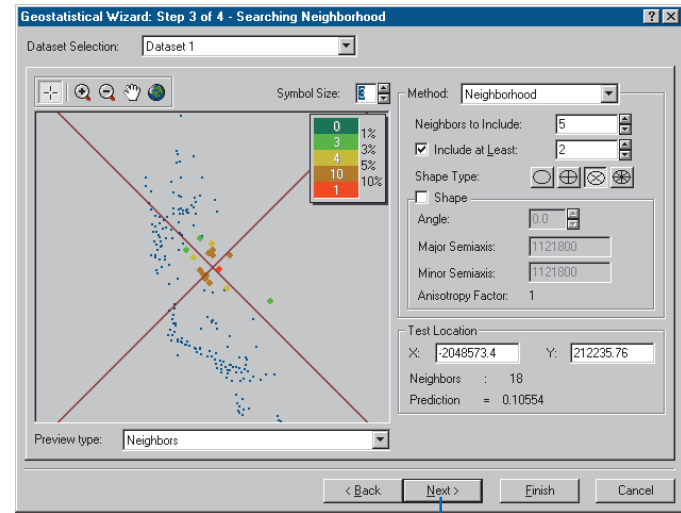 Geostatistical Wizard: Step 3 of 4 - Searching Neighborhood
Dataset Selection: Dataset 1
Symbol Size: 3
0
3
4
10
1
1%
3%
5%
10%
Method: Neighborhood
Neighbors to Include: 5
Include at Least: 2
Shape Type:
Shape
Angle: 0.0
Major Semiaxis: 1121800
Minor Semiaxis: 1121800
Anisotropy Factor: 1
Test Location
X: -2048573.4 Y: 212235.76
Neighbors : 18
Prediction = 0.10554
Preview type: Neighbors
< Back Next > Finish Cancel